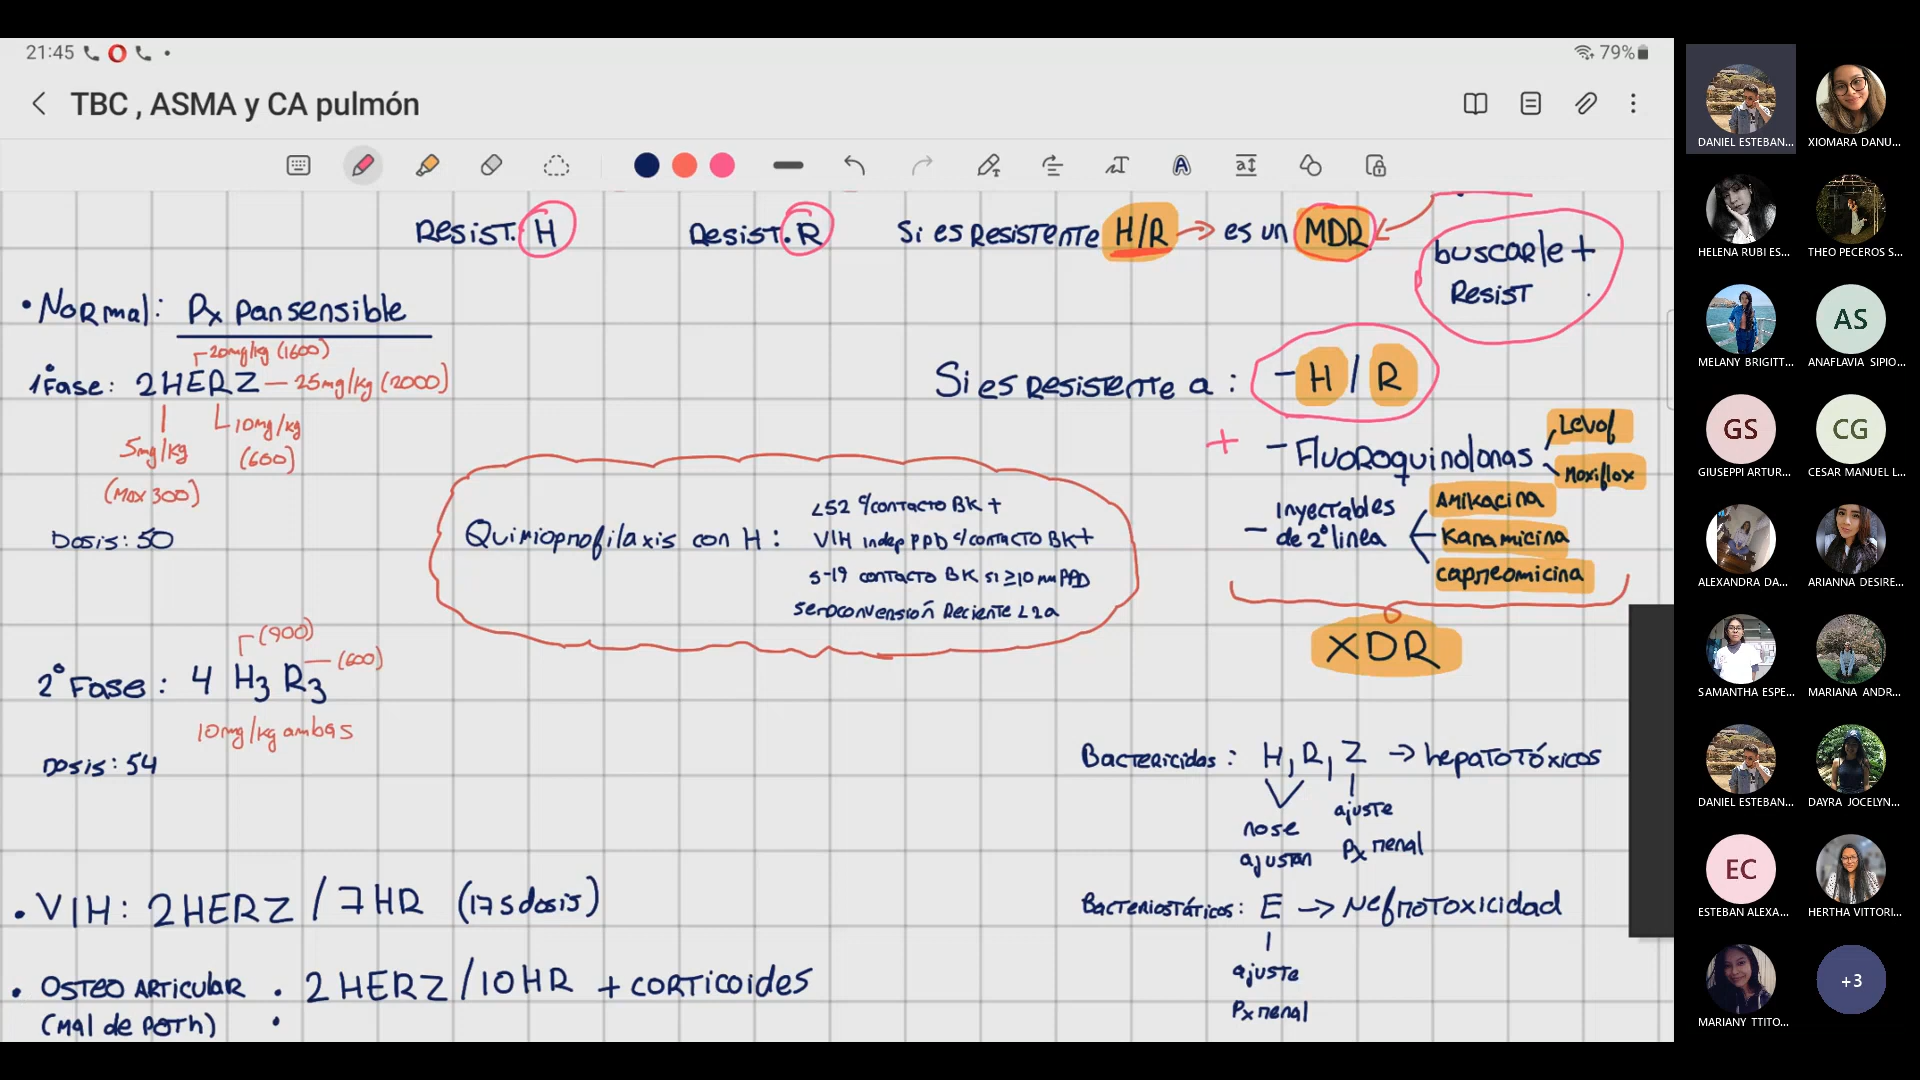 21:45
79%
TBC , ASMA y CA pulmón
Resist. H
Resist. R
Si es Resistente H/R → es un MDR
buscarle +
Resist
• Normal: Px pansensible
20mg/kg (1600)
1°Fase: 2HERZ — 25mg/kg (2000)
10mg/kg
(600)
5mg/kg
(Max 300)
Dosis: 50
Si es Resistente a : - H / R
+
- Fluoroquinolonas
Levof
Moxiflox
- inyectables
de 2° linea
Amikacina
Kanamicina
capreomicina
XDR
Quimioprofilaxis con H :
<52 c/contacto BK +
VIH indep PPD c/contacto BK+
5-19 contacto BK si ≥10 mm PPD
Seroconversión Reciente <2a
(900)
(600)
2° Fase : 4 H3 R3
10mg/kg ambas
Dosis: 54
Bactericidas : H, R, Z → hepatotóxicos
no se
ajustan
ajuste
Px renal
Bacteriostáticos: E → Nefrotoxicidad
ajuste
Px renal
• VIH: 2HERZ / 7HR (175 dosis)
• Osteo articular : 2 HERZ / 10HR + corticoides
(Mal de Poth)
DANIEL ESTEBAN...
XIOMARA DANU...
HELENA RUBI ES...
THEO PECEROS S...
MELANY BRIGITT...
AS
ANAFLAVIA SIPIO...
GS
GIUSEPPI ARTUR...
CG
CESAR MANUEL L...
ALEXANDRA DA...
ARIANNA DESIRE...
SAMANTHA ESPE...
MARIANA ANDR...
DANIEL ESTEBAN...
DAYRA JOCELYN...
EC
ESTEBAN ALEXA...
HERTHA VITTORI...
MARIANY TTITO...
+3